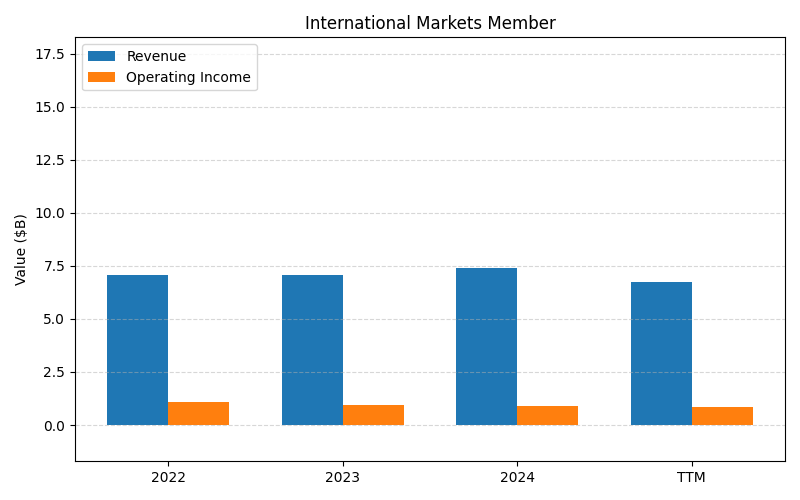 International Markets Member
Revenue
Operating Income
Value ($B)
17.5
15.0
12.5
10.0
7.5
5.0
2.5
0.0
2022 2023 2024 TTM